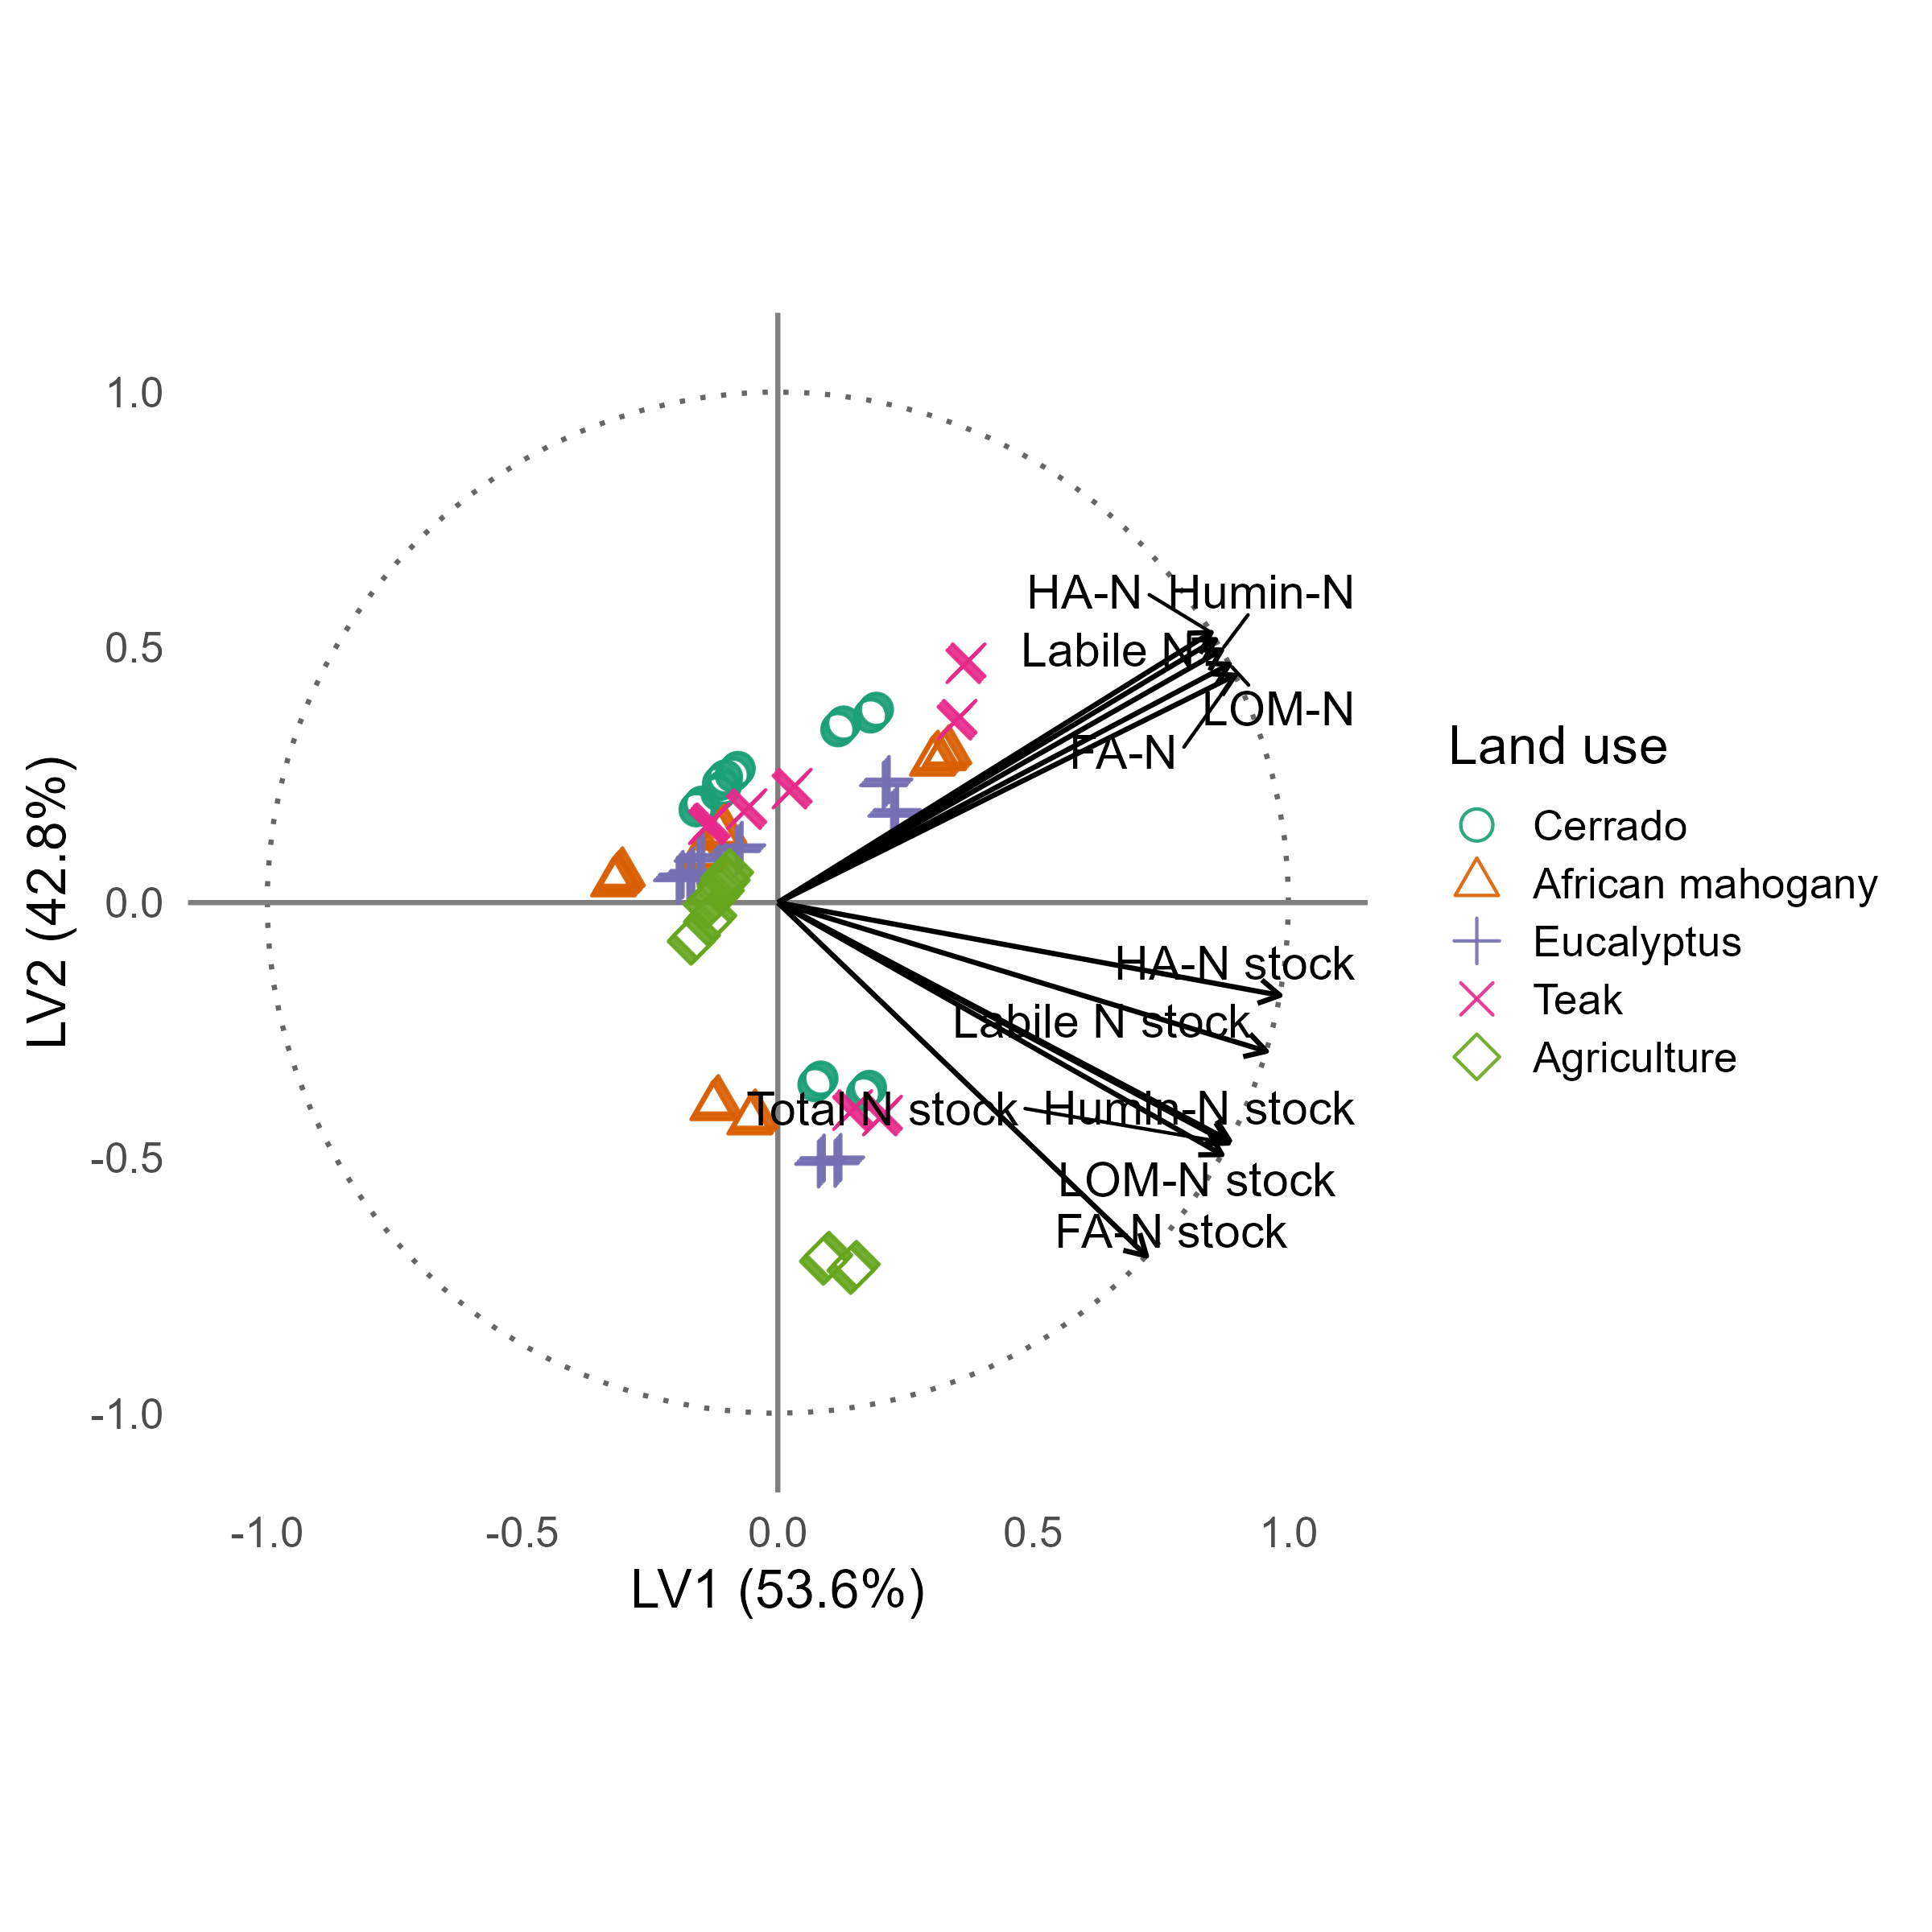 1.0
0.5
0.0
-0.5
-1.0
LV2 (42.8%)
HA-N
Humin-N
Labile N
LOM-N
FA-N
HA-N stock
Labile N stock
Total N stock
Humin-N stock
LOM-N stock
FA-N stock
-1.0
-0.5
0.0
0.5
1.0
LV1 (53.6%)
Land use
Cerrado
African mahogany
Eucalyptus
Teak
Agriculture